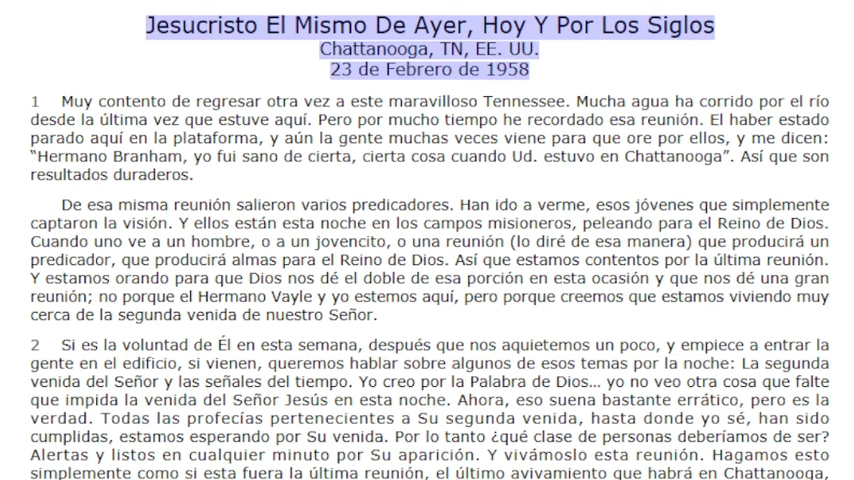 Jesucristo El Mismo De Ayer, Hoy Y Por Los Siglos
Chattanooga, TN, EE. UU.
23 de Febrero de 1958
1 Muy contento de regresar otra vez a este maravilloso Tennessee. Mucha agua ha corrido por el río
desde la última vez que estuve aquí. Pero por mucho tiempo he recordado esa reunión. El haber estado
parado aquí en la plataforma, y aún la gente muchas veces viene para que ore por ellos, y me dicen:
“Hermano Branham, yo fui sano de cierta, cierta cosa cuando Ud. estuvo en Chattanooga”. Así que son
resultados duraderos.
De esa misma reunión salieron varios predicadores. Han ido a verme, esos jóvenes que simplemente
captaron la visión. Y ellos están esta noche en los campos misioneros, peleando para el Reino de Dios.
Cuando uno ve a un hombre, o a un jovencito, o una reunión (lo diré de esa manera) que producirá un
predicador, que producirá almas para el Reino de Dios. Así que estamos contentos por la última reunión.
Y estamos orando para que Dios nos dé el doble de esa porción en esta ocasión y que nos dé una gran
reunión; no porque el Hermano Vayle y yo estemos aquí, pero porque creemos que estamos viviendo muy
cerca de la segunda venida de nuestro Señor.
2 Si es la voluntad de Él en esta semana, después que nos aquietemos un poco, y empiece a entrar la
gente en el edificio, si vienen, queremos hablar sobre algunos de esos temas por la noche: La segunda
venida del Señor y las señales del tiempo. Yo creo por la Palabra de Dios... yo no veo otra cosa que falte
que impida la venida del Señor Jesús en esta noche. Ahora, eso suena bastante errático, pero es la
verdad. Todas las profecías pertenecientes a Su segunda venida, hasta donde yo sé, han sido
cumplidas, estamos esperando por Su venida. Por lo tanto ¿qué clase de personas deberíamos de ser?
Alertas y listos en cualquier minuto por Su aparición. Y vivámoslo esta reunión. Hagamos esto
simplemente como si esta fuera la última reunión, el último avivamiento que habrá en Chattanooga,